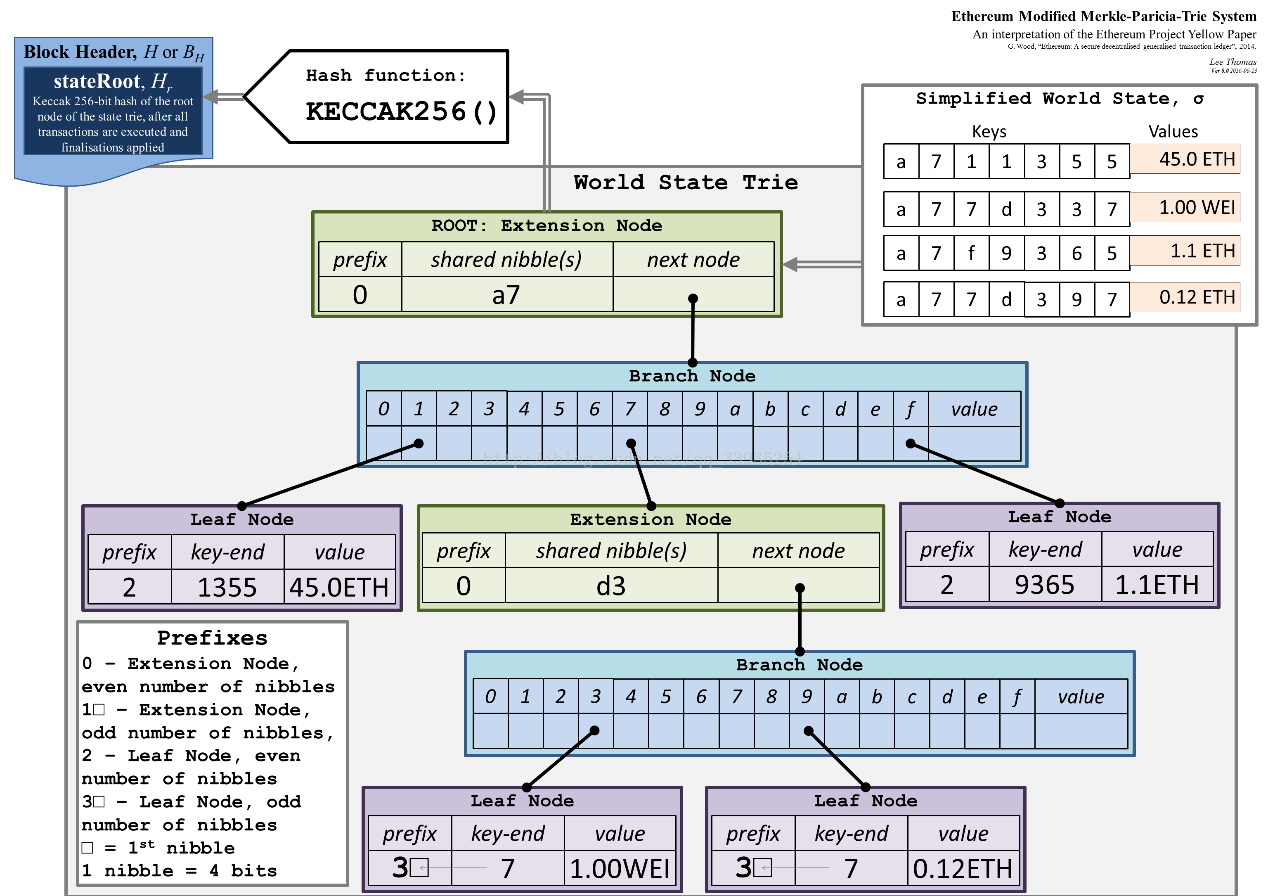 Ethereum Modified Merkle-Paricia-Trie System
An interpretation of the Ethereum Project Yellow Paper
G. Wood, "Ethereum: A secure decentralised generalised transaction ledger", 2014.
Lee Thomas
Ver 8.0 2016-06-23
Block Header, H or B_H
stateRoot, H_r
Keccak 256-bit hash of the root
node of the state trie, after all
transactions are executed and
finalisations applied
Hash function:
KECCAK256()
Simplified World State, σ
Keys Values
a 7 1 1 3 5 5 45.0 ETH
a 7 7 d 3 3 7 1.00 WEI
a 7 f 9 3 6 5 1.1 ETH
a 7 7 d 3 9 7 0.12 ETH
World State Trie
ROOT: Extension Node
prefix shared nibble(s) next node
0 a7
Branch Node
0 1 2 3 4 5 6 7 8 9 a b c d e f value
Leaf Node
prefix key-end value
2 1355 45.0ETH
Extension Node
prefix shared nibble(s) next node
0 d3
Leaf Node
prefix key-end value
2 9365 1.1ETH
Prefixes
0 – Extension Node,
even number of nibbles
1□ – Extension Node,
odd number of nibbles,
2 – Leaf Node, even
number of nibbles
3□ – Leaf Node, odd
number of nibbles
□ = 1st nibble
1 nibble = 4 bits
Branch Node
0 1 2 3 4 5 6 7 8 9 a b c d e f value
Leaf Node
prefix key-end value
3□ 7 1.00WEI
Leaf Node
prefix key-end value
3□ 7 0.12ETH